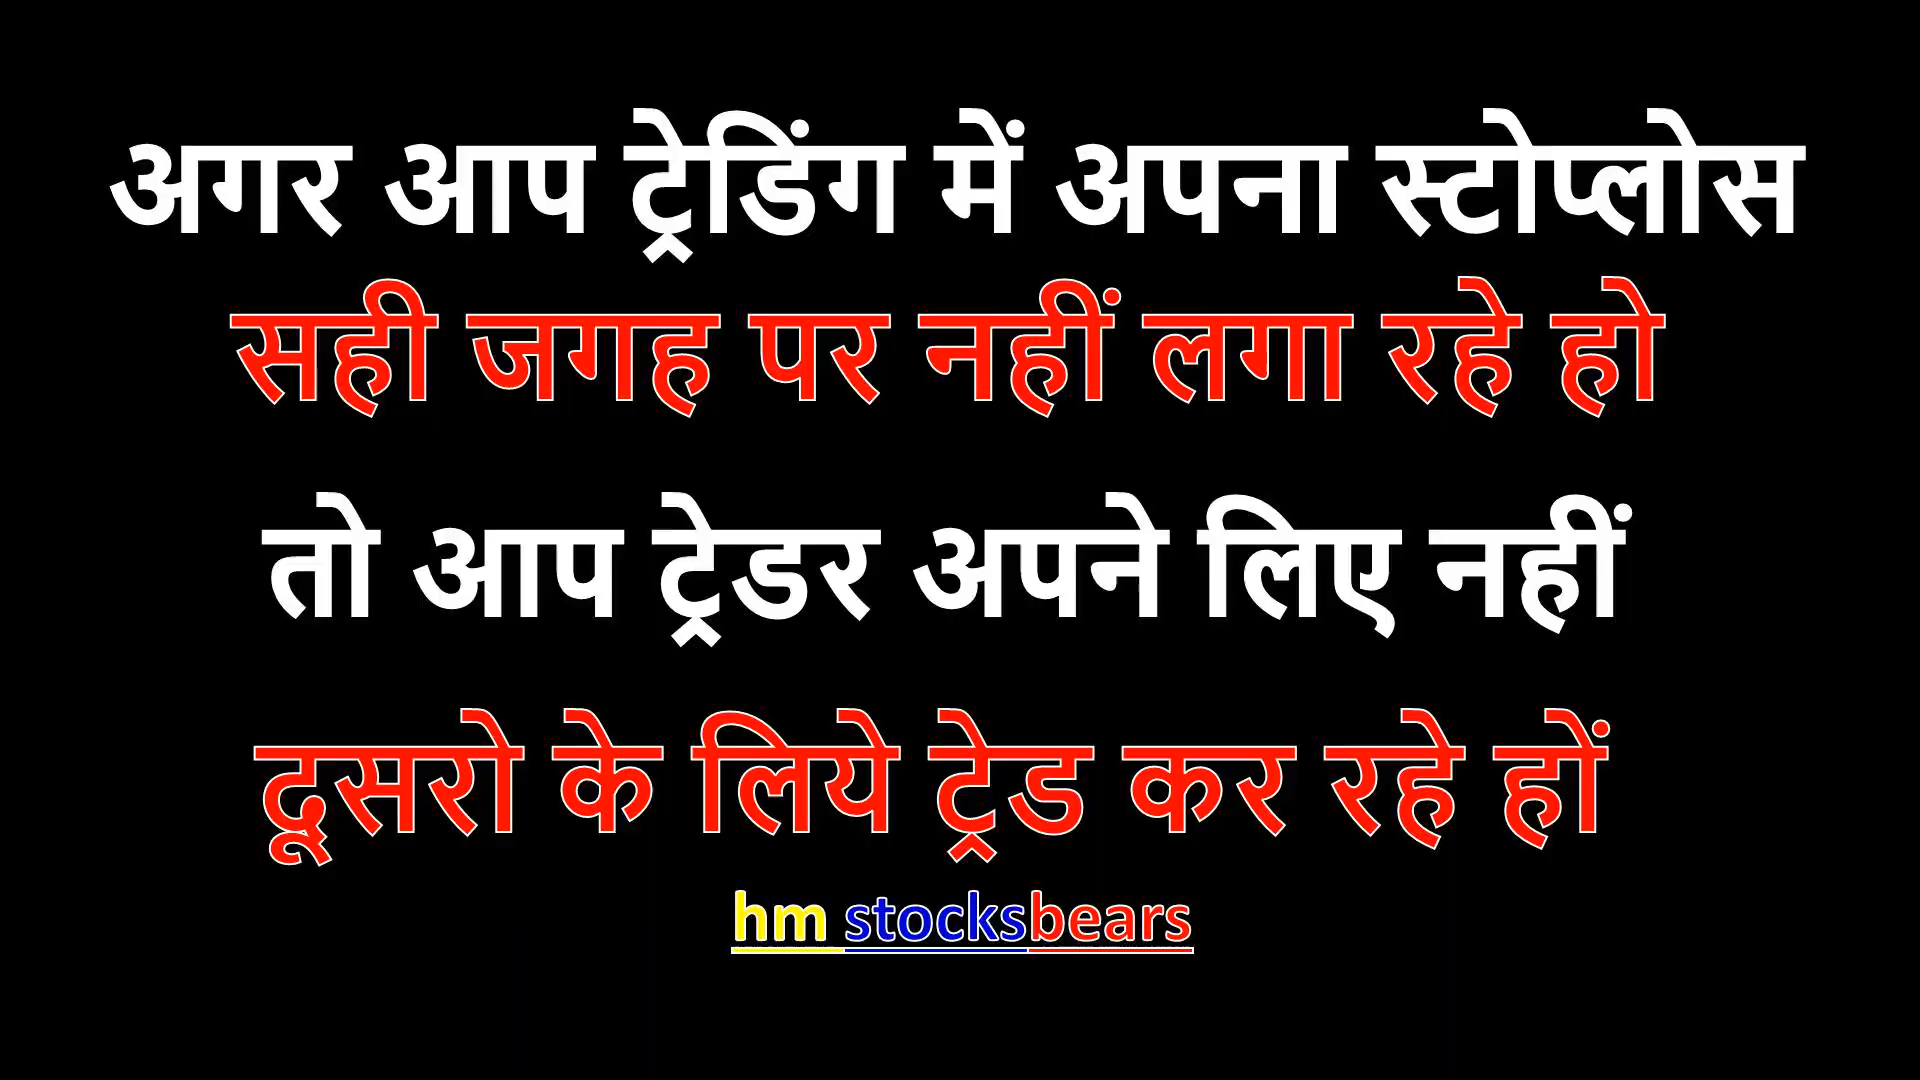 अगर आप ट्रेडिंग में अपना स्टोप्लोस
सही जगह पर नहीं लगा रहे हो
तो आप ट्रेडर अपने लिए नहीं
दूसरो के लिये ट्रेड कर रहे हों
hm stocksbears